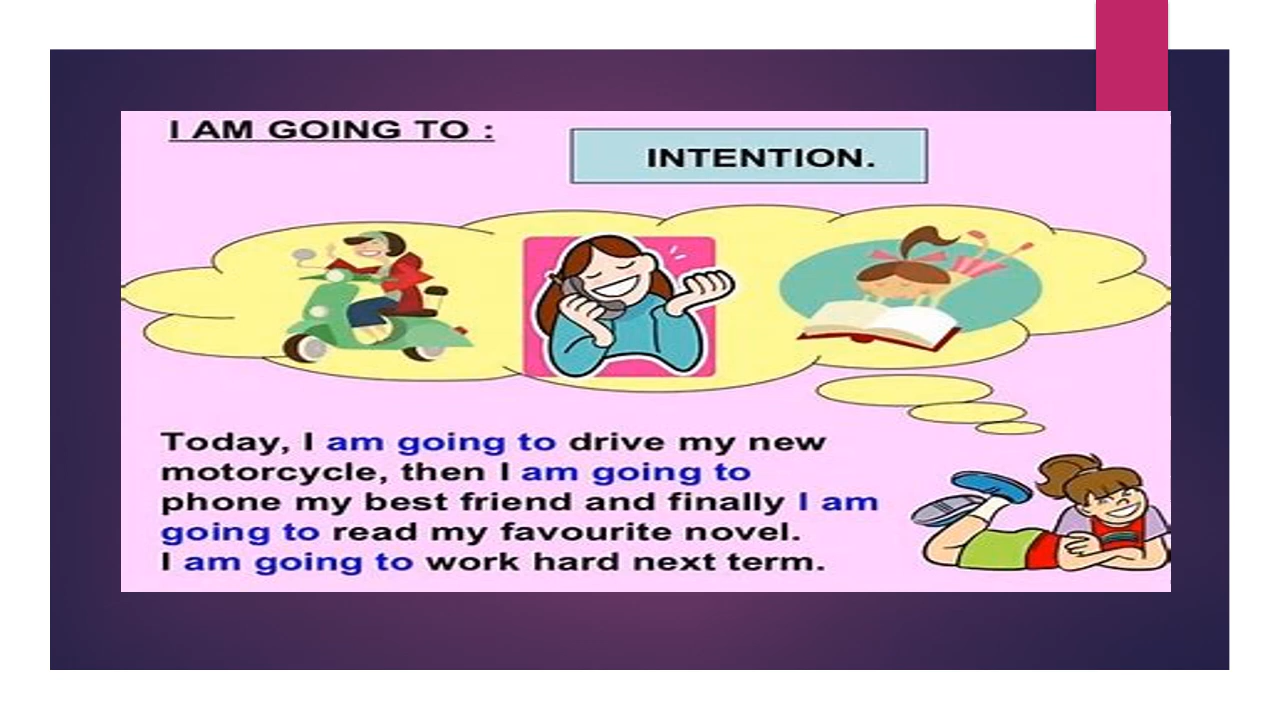 I AM GOING TO :
INTENTION.
Today, I am going to drive my new
motorcycle, then I am going to
phone my best friend and finally I am
going to read my favourite novel.
I am going to work hard next term.